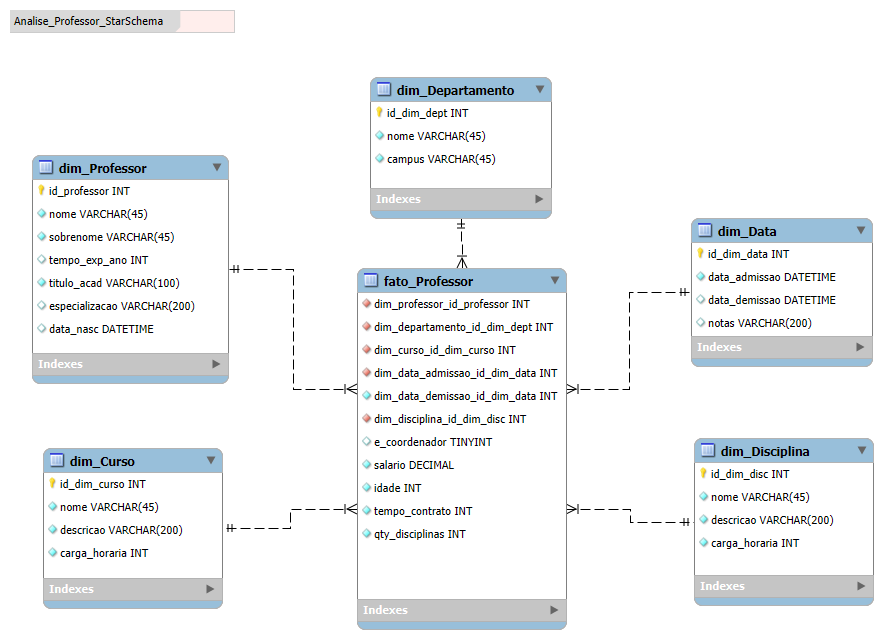 Analise_Professor_StarSchema
dim_Departamento
id_dim_dept INT
nome VARCHAR(45)
campus VARCHAR(45)
Indexes
dim_Professor
id_professor INT
nome VARCHAR(45)
sobrenome VARCHAR(45)
tempo_exp_ano INT
titulo_acad VARCHAR(100)
especializacao VARCHAR(200)
data_nasc DATETIME
Indexes
dim_Data
id_dim_data INT
data_admissao DATETIME
data_demissao DATETIME
notas VARCHAR(200)
Indexes
fato_Professor
dim_professor_id_professor INT
dim_departamento_id_dim_dept INT
dim_curso_id_dim_curso INT
dim_data_admissao_id_dim_data INT
dim_data_demissao_id_dim_data INT
dim_disciplina_id_dim_disc INT
e_coordenador TINYINT
salario DECIMAL
idade INT
tempo_contrato INT
qty_disciplinas INT
Indexes
dim_Curso
id_dim_curso INT
nome VARCHAR(45)
descricao VARCHAR(200)
carga_horaria INT
Indexes
dim_Disciplina
id_dim_disc INT
nome VARCHAR(45)
descricao VARCHAR(200)
carga_horaria INT
Indexes